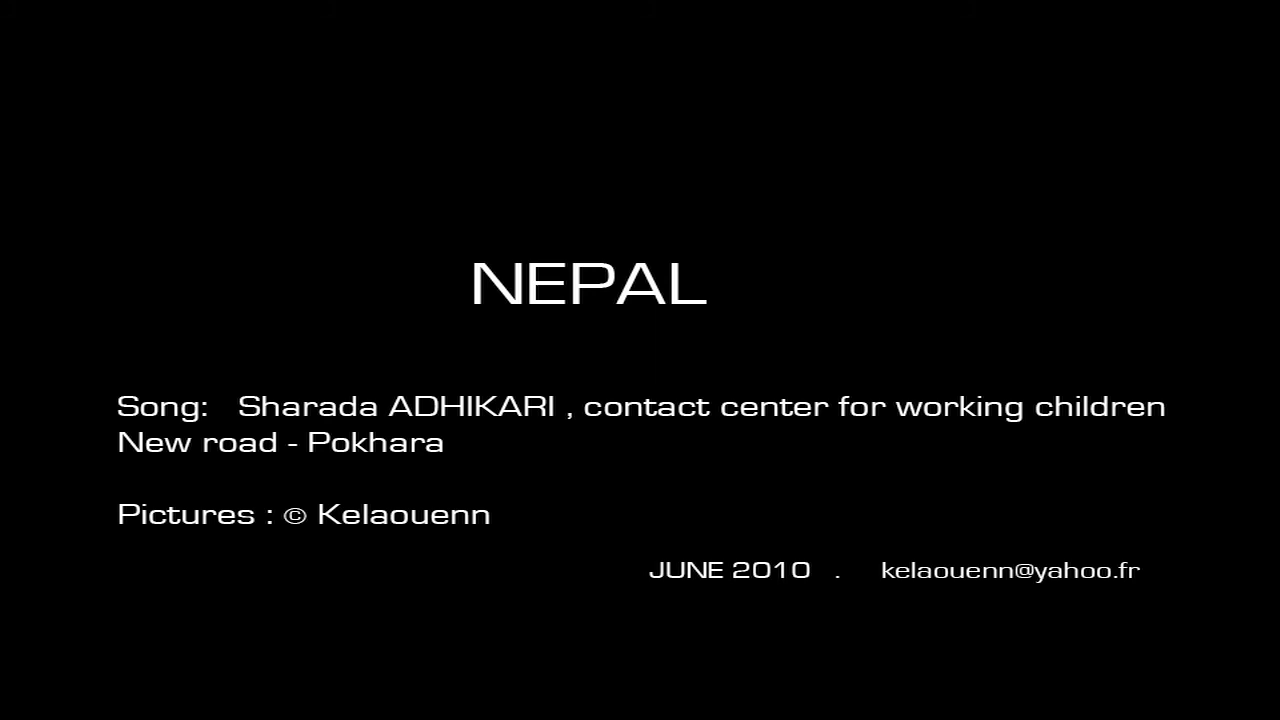 NEPAL
Song: Sharada ADHIKARI , contact center for working children
New road - Pokhara
Pictures : © Kelaouenn
JUNE 2010 . kelaouenn@yahoo.fr